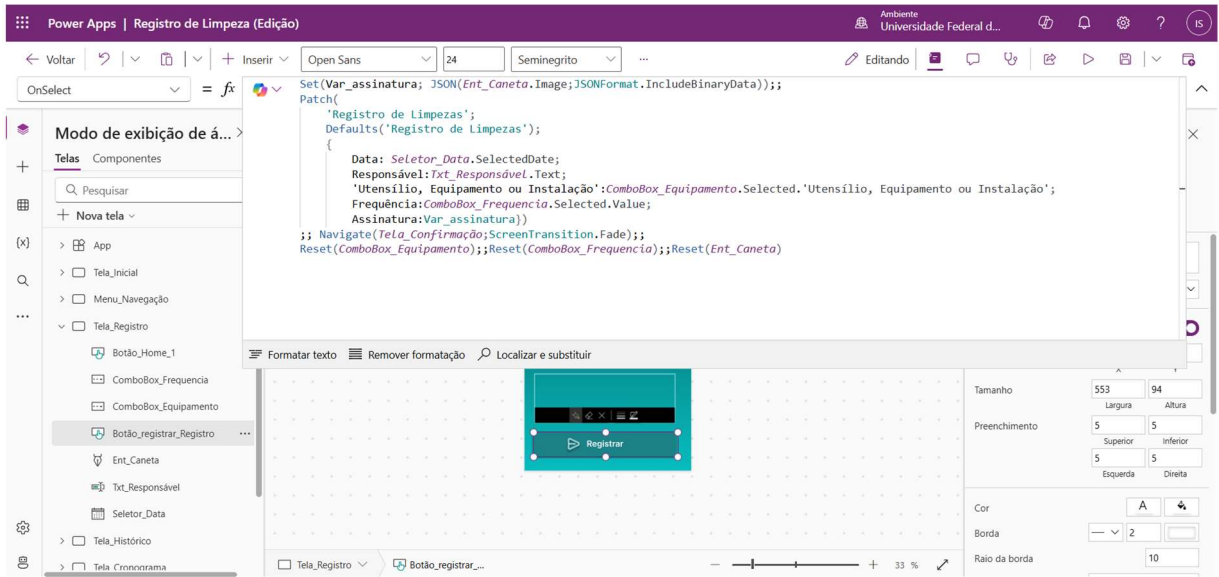 Power Apps | Registro de Limpeza (Edição)
Ambiente
Universidade Federal d...
IS
Voltar
Inserir
Open Sans
24
Seminegrito
...
Editando
OnSelect
= fx
Set(Var_assinatura; JSON(Ent_Caneta.Image;JSONFormat.IncludeBinaryData));;
Patch(
'Registro de Limpezas';
Defaults('Registro de Limpezas');
{
Data: Seletor_Data.SelectedDate;
Responsável:Txt_Responsável.Text;
'Utensílio, Equipamento ou Instalação':ComboBox_Equipamento.Selected.'Utensílio, Equipamento ou Instalação';
Frequência:ComboBox_Frequencia.Selected.Value;
Assinatura:Var_assinatura})
;; Navigate(Tela_Confirmação;ScreenTransition.Fade);;
Reset(ComboBox_Equipamento);;Reset(ComboBox_Frequencia);;Reset(Ent_Caneta)
Formatar texto
Remover formatação
Localizar e substituir
Modo de exibição de á...
Telas
Componentes
Pesquisar
Nova tela
App
Tela_Inicial
Menu_Navegação
Tela_Registro
Botão_Home_1
ComboBox_Frequencia
ComboBox_Equipamento
Botão_registrar_Registro
...
Ent_Caneta
Txt_Responsável
Seletor_Data
Tela_Histórico
Tela_Cronograma
Registrar
Tela_Registro
Botão_registrar_...
33 %
Tamanho
553
94
Largura
Altura
Preenchimento
5
5
Superior
Inferior
5
5
Esquerda
Direita
Cor
A
Borda
2
Raio da borda
10